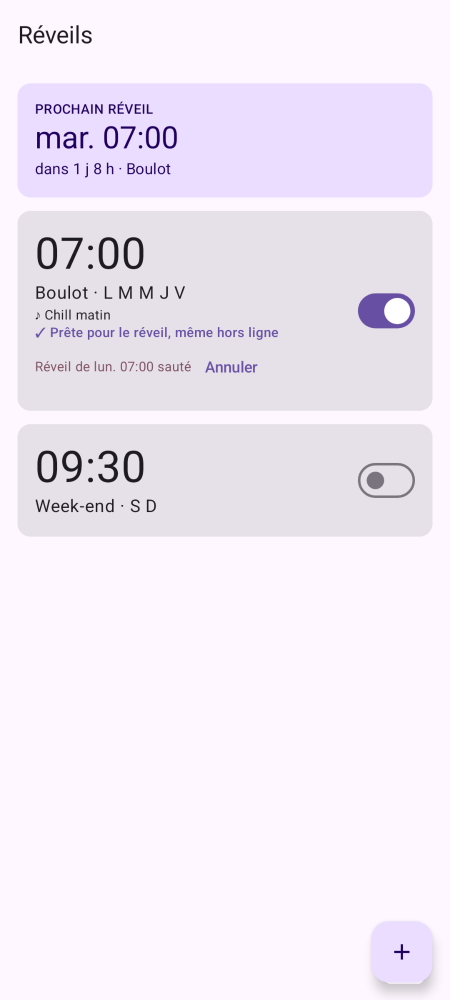 Réveils
PROCHAIN RÉVEIL
mar. 07:00
dans 1 j 8 h · Boulot
07:00
Boulot · L M M J V
♪ Chill matin
✓ Prête pour le réveil, même hors ligne
Réveil de lun. 07:00 sauté Annuler
09:30
Week-end · S D
+